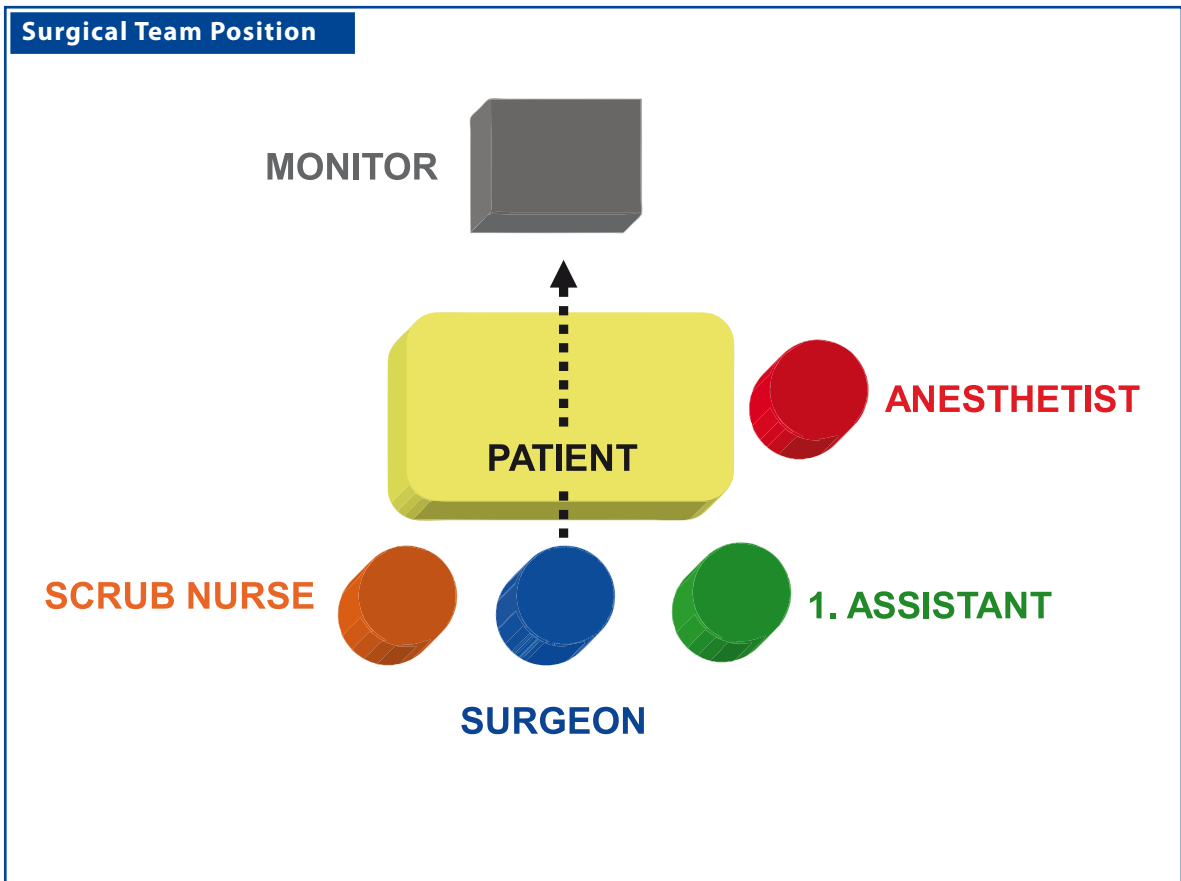 Surgical Team Position
MONITOR
ANESTHETIST
PATIENT
SCRUB NURSE
1. ASSISTANT
SURGEON